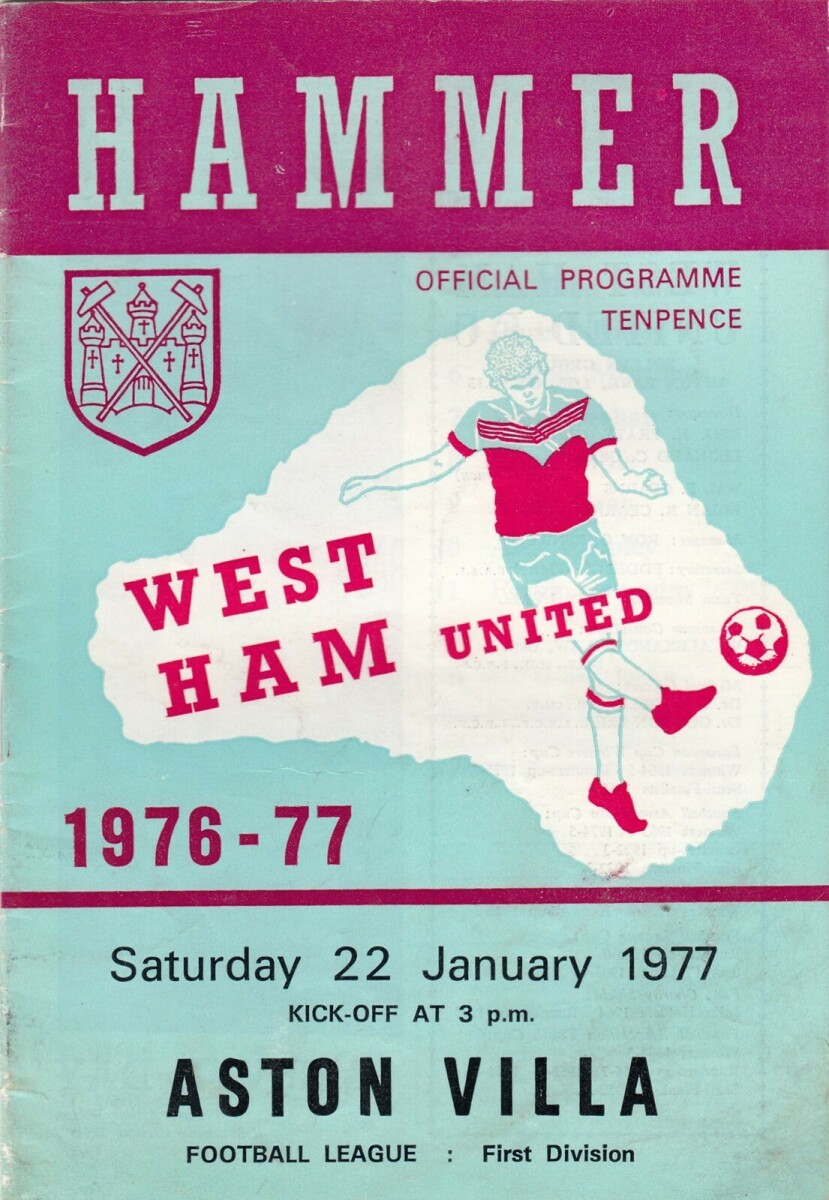 HAMMER
OFFICIAL PROGRAMME
TENPENCE
WEST
HAM UNITED
1976-77
Saturday 22 January 1977
KICK-OFF AT 3 p.m.
ASTON VILLA
FOOTBALL LEAGUE : First Division